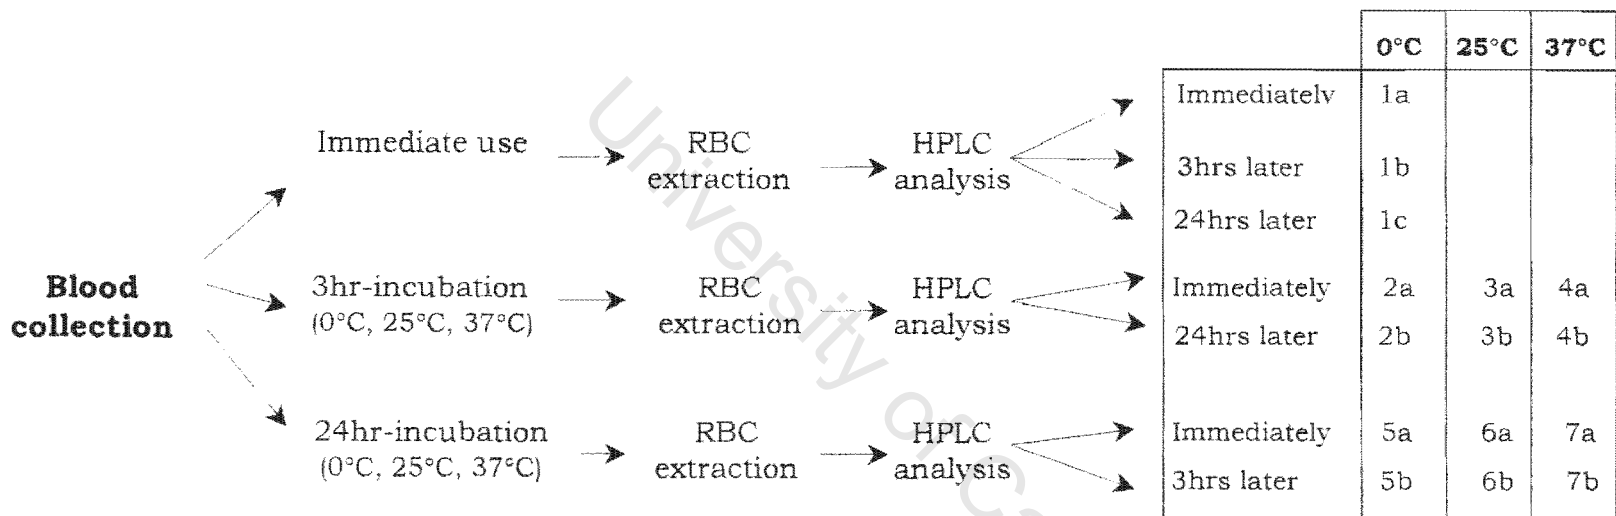 0°C 25°C 37°C
Immediately 1a
Immediate use RBC extraction HPLC analysis
3hrs later 1b
24hrs later 1c
Blood collection
3hr-incubation (0°C, 25°C, 37°C) RBC extraction HPLC analysis
Immediately 2a 3a 4a
24hrs later 2b 3b 4b
24hr-incubation (0°C, 25°C, 37°C) RBC extraction HPLC analysis
Immediately 5a 6a 7a
3hrs later 5b 6b 7b
University of